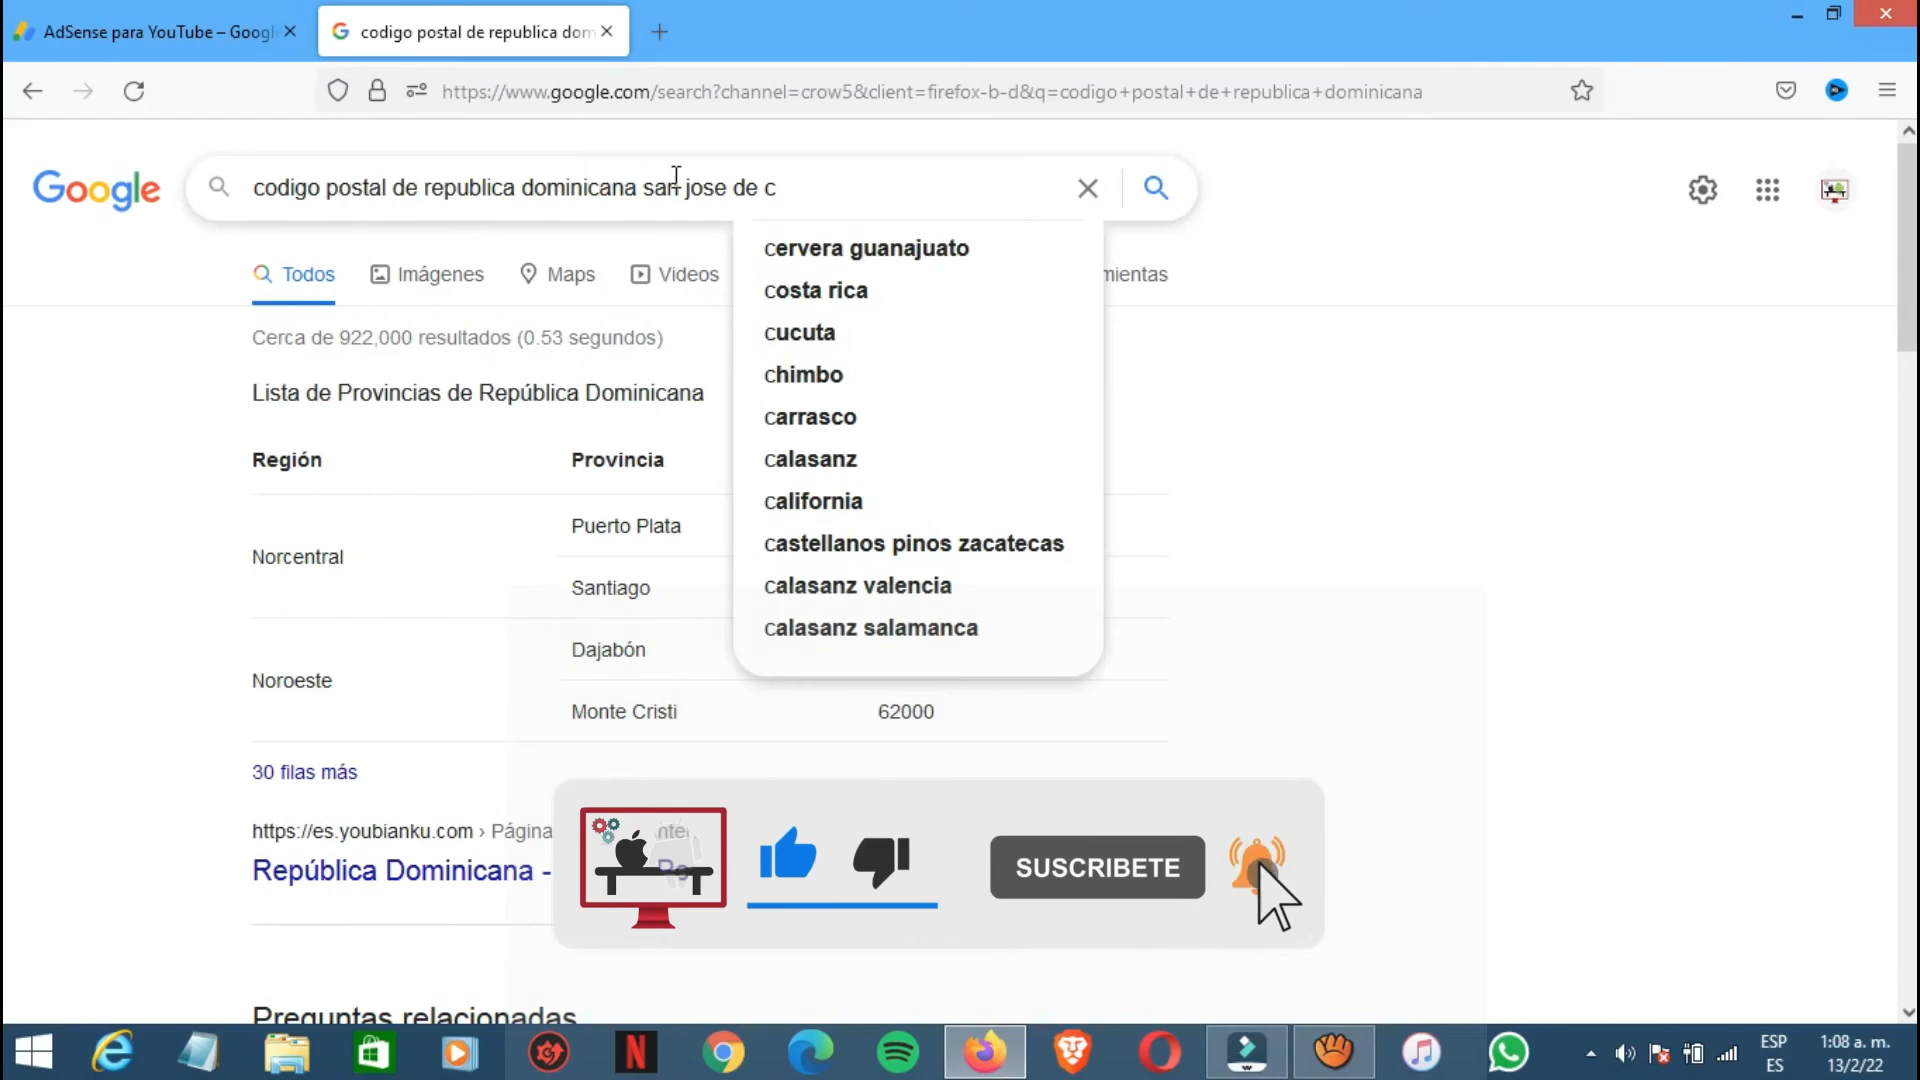 AdSense para YouTube – Googl
codigo postal de republica dom
https://www.google.com/search?channel=crow5&client=firefox-b-d&q=codigo+postal+de+republica+dominicana
Google
codigo postal de republica dominicana san jose de c
Todos
Imágenes
Maps
Videos
mientas
cervera guanajuato
costa rica
cucuta
chimbo
carrasco
calasanz
california
castellanos pinos zacatecas
calasanz valencia
calasanz salamanca
Cerca de 922,000 resultados (0.53 segundos)
Lista de Provincias de República Dominicana
Región
Provincia
Norcentral
Puerto Plata
Santiago
Noroeste
Dajabón
Monte Cristi
62000
30 filas más
https://es.youbianku.com › Página
República Dominicana -
SUSCRIBETE
Preguntas relacionadas
ESP
ES
1:08 a. m.
13/2/22